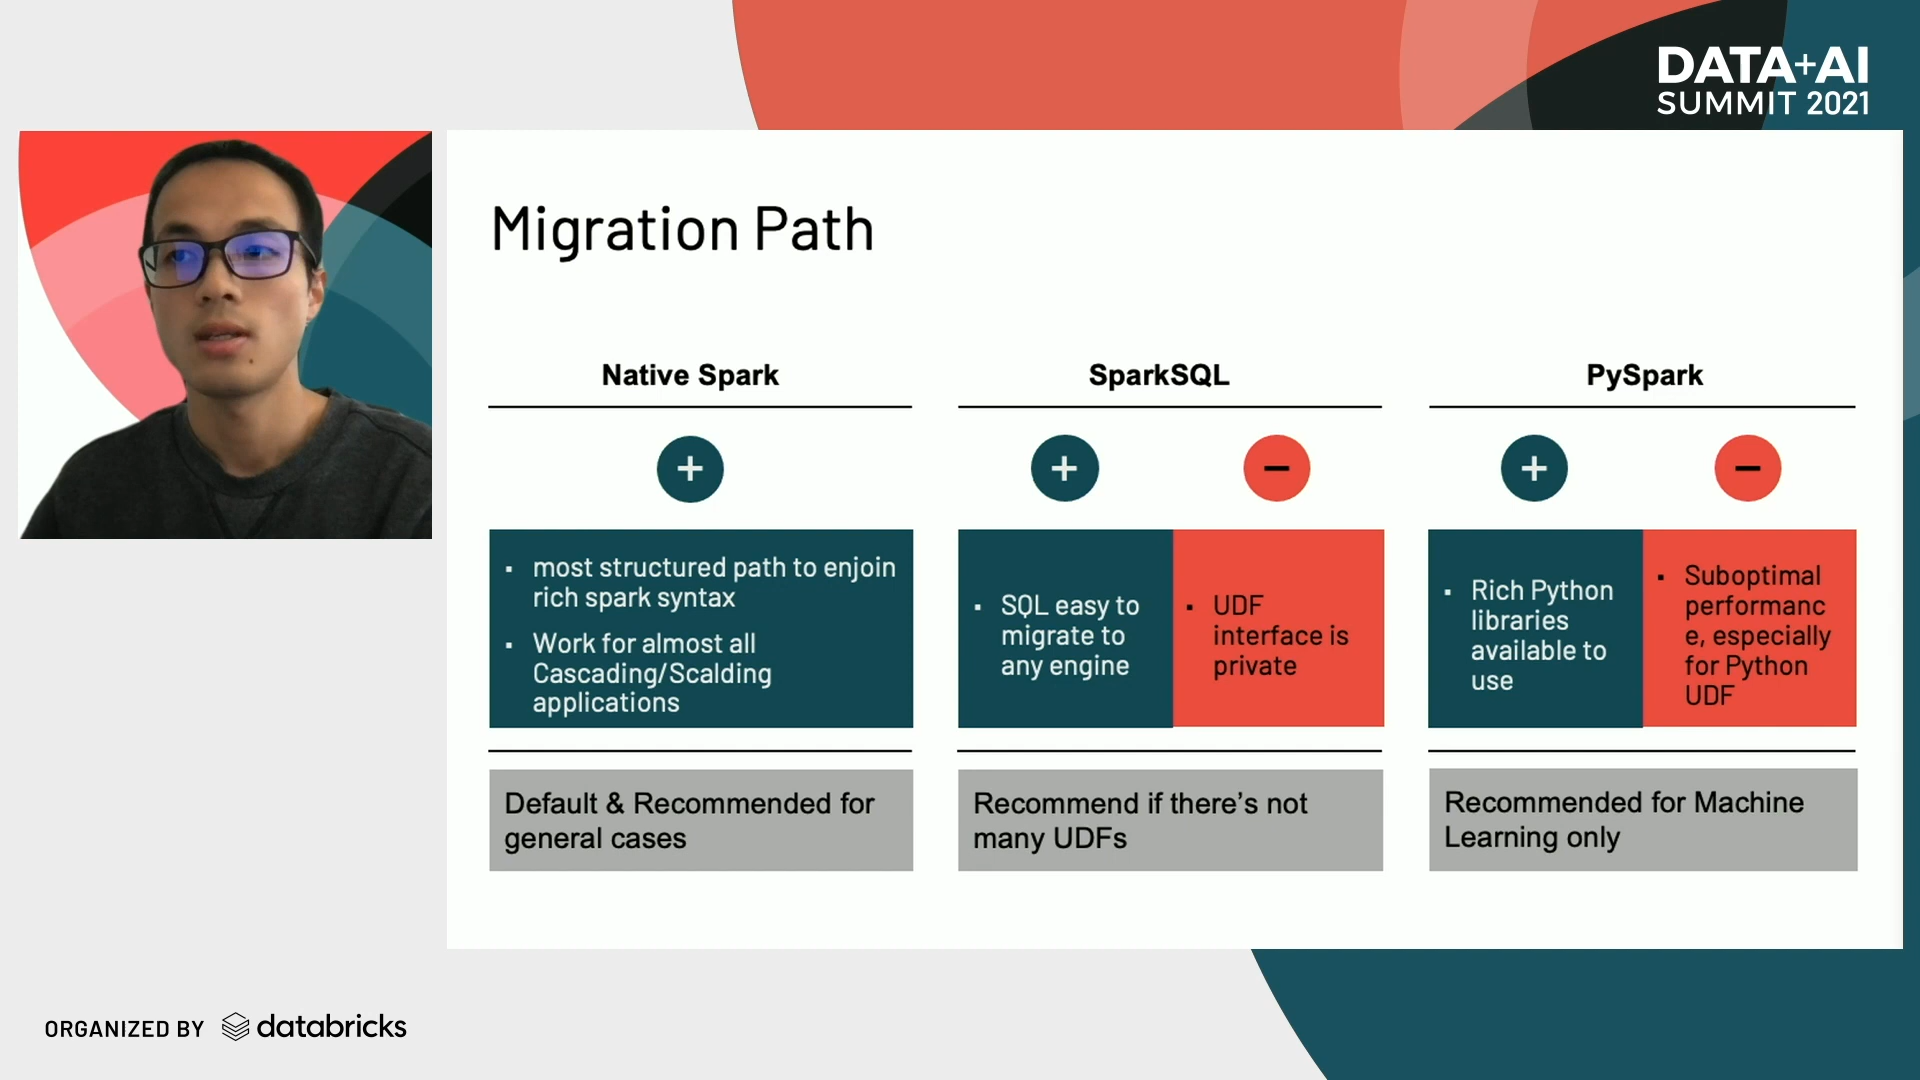 DATA+AI
SUMMIT 2021
Migration Path
Native Spark
most structured path to enjoin
rich spark syntax
Work for almost all
Cascading/Scalding
applications
Default & Recommended for
general cases
SparkSQL
SQL easy to
migrate to
any engine
UDF
interface is
private
Recommend if there’s not
many UDFs
PySpark
Rich Python
libraries
available to
use
Suboptimal
performanc
e, especially
for Python
UDF
Recommended for Machine
Learning only
ORGANIZED BY databricks